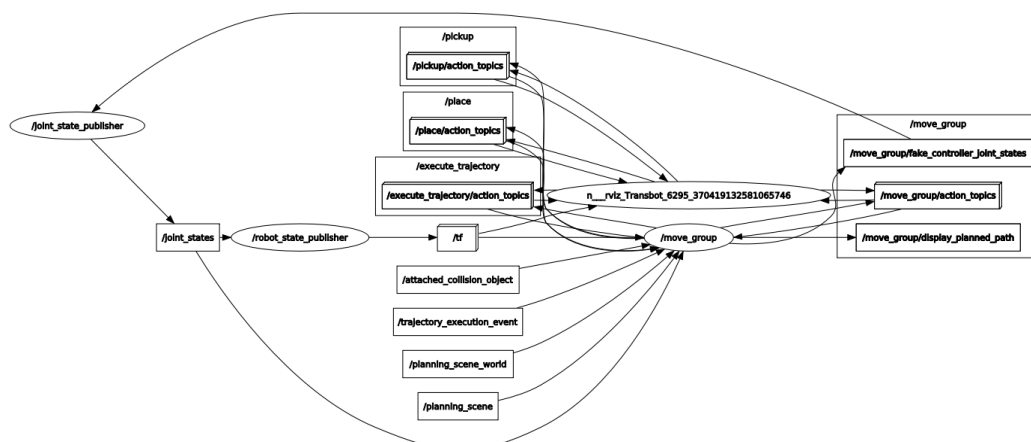 /pickup
/pickup/action_topics
/place
/place/action_topics
/joint_state_publisher
/move_group
/move_group/fake_controller_joint_states
/execute_trajectory
/execute_trajectory/action_topics
n___rviz_Transbot_6295_370419132581065746
/move_group/action_topics
/joint_states
/robot_state_publisher
/tf
/move_group
/move_group/display_planned_path
/attached_collision_object
/trajectory_execution_event
/planning_scene_world
/planning_scene